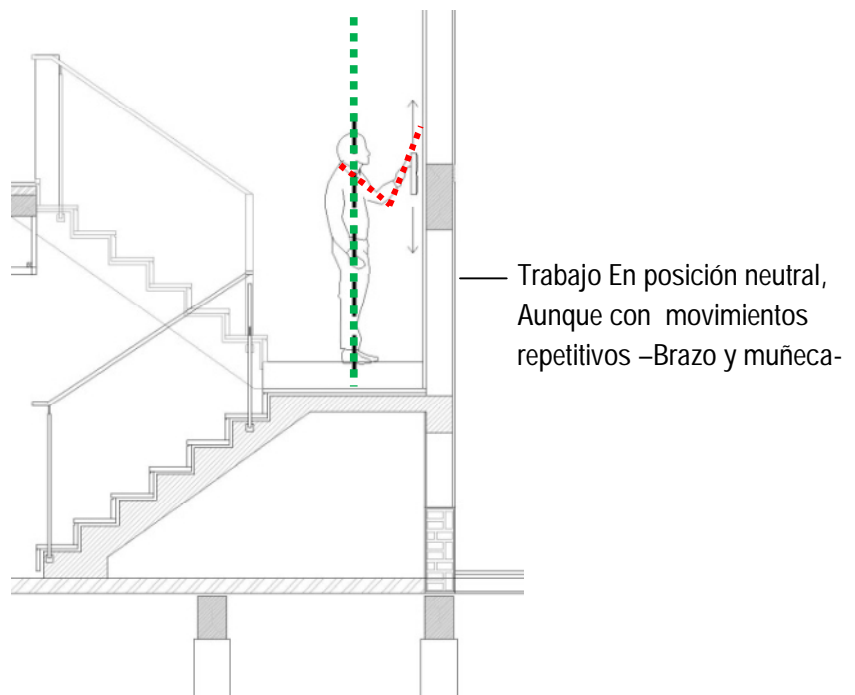 Trabajo En posición neutral,
Aunque con movimientos
repetitivos –Brazo y muñeca-